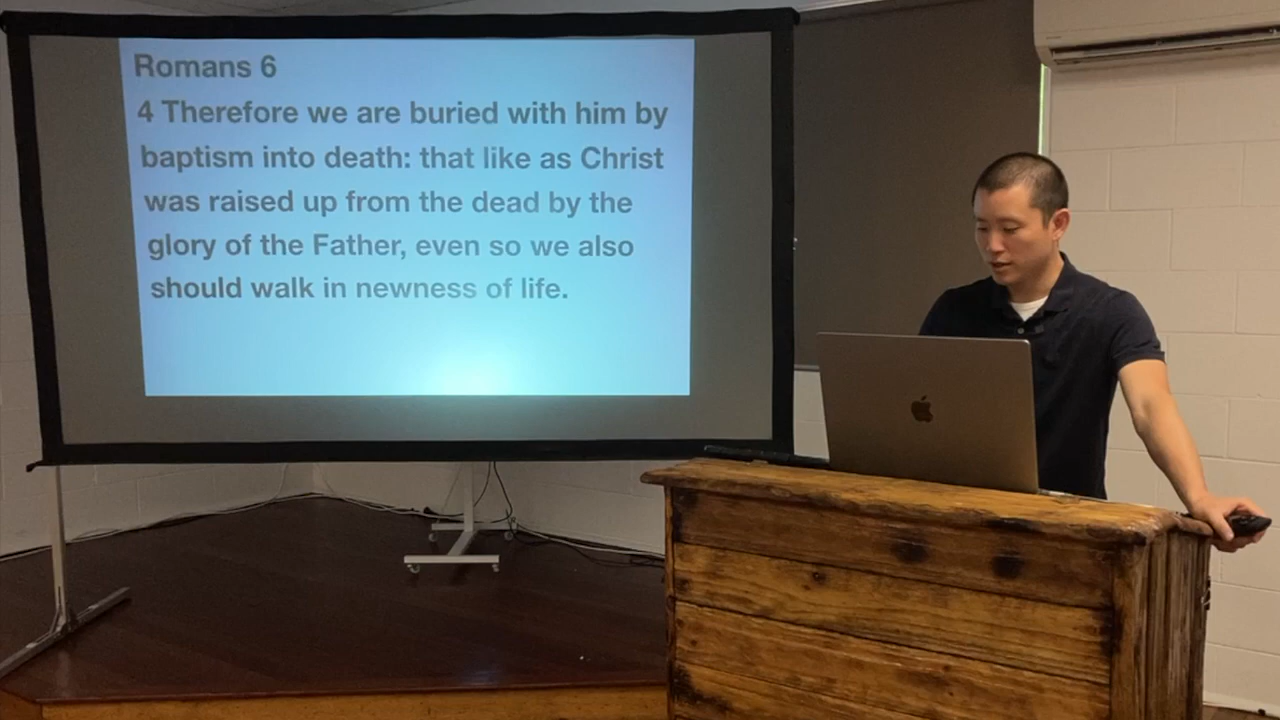 Romans 6
4 Therefore we are buried with him by
baptism into death: that like as Christ
was raised up from the dead by the
glory of the Father, even so we also
should walk in newness of life.